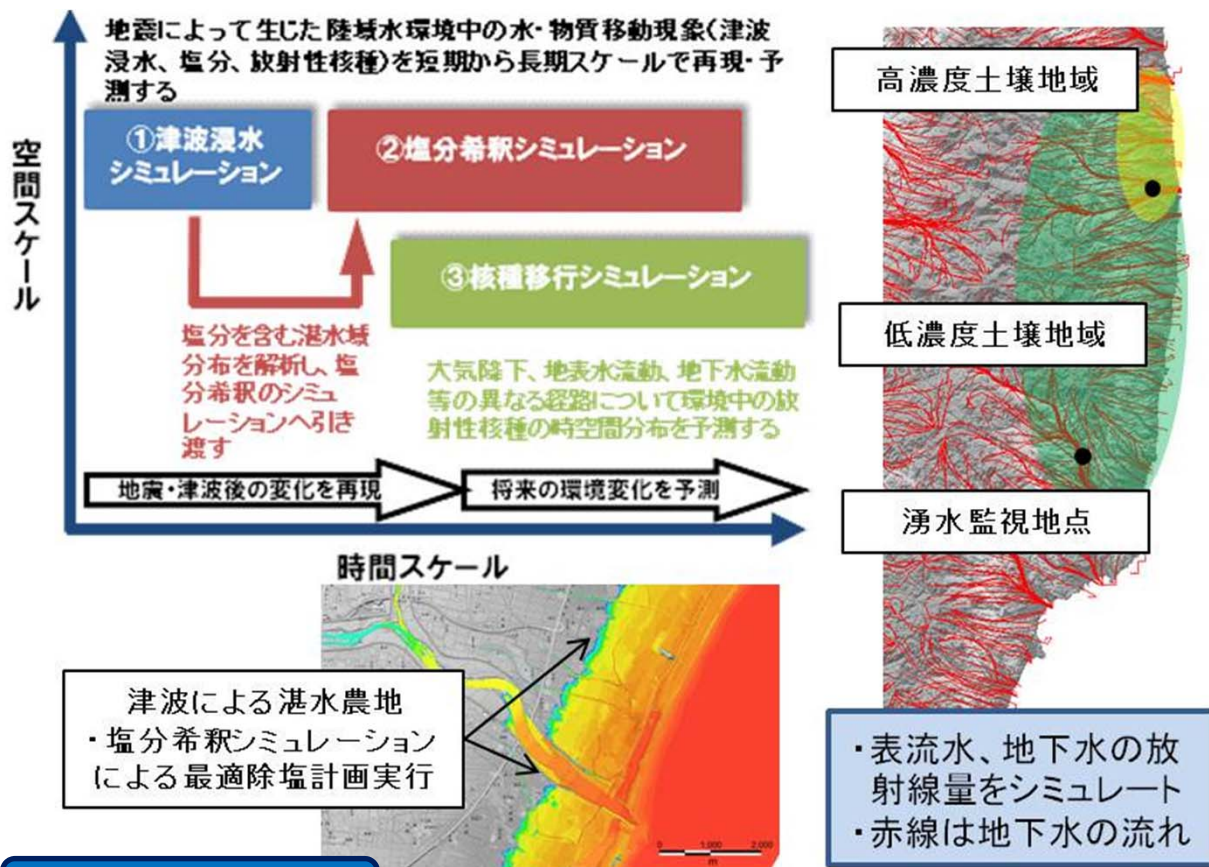 地震によって生じた陸域水環境中の水・物質移動現象(津波
浸水、塩分、放射性核種)を短期から長期スケールで再現・予
測する
空間スケール
①津波浸水
シミュレーション
②塩分希釈シミュレーション
③核種移行シミュレーション
塩分を含む湛水域
分布を解析し、塩
分希釈のシミュ
レーションへ引き
渡す
大気降下、地表水流動、地下水流動
等の異なる経路について環境中の放
射性核種の時空間分布を予測する
地震・津波後の変化を再現
将来の環境変化を予測
時間スケール
高濃度土壌地域
低濃度土壌地域
湧水監視地点
津波による湛水農地
・塩分希釈シミュレーション
による最適除塩計画実行
0 1,000 2,000
m
・表流水、地下水の放
射線量をシミュレート
・赤線は地下水の流れ